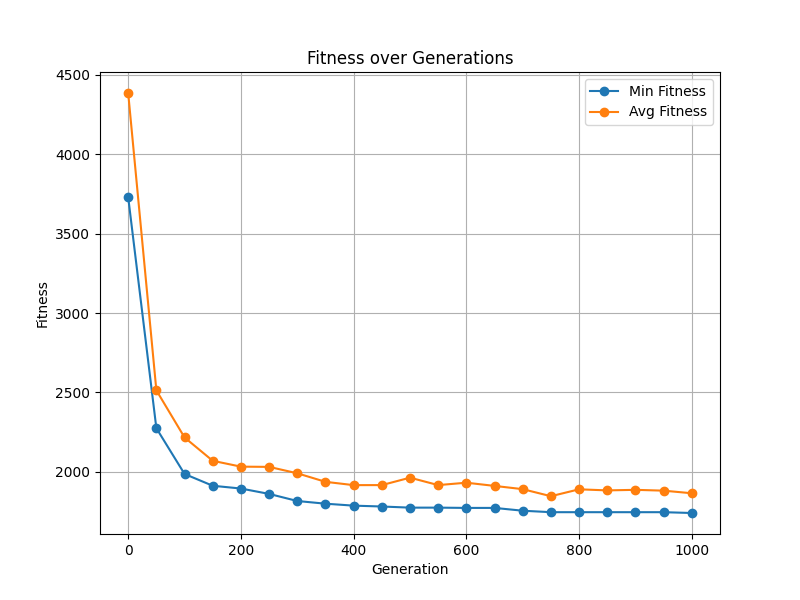 Fitness over Generations
Min Fitness
Avg Fitness
4500
4000
3500
3000
2500
2000
Fitness
0 200 400 600 800 1000
Generation